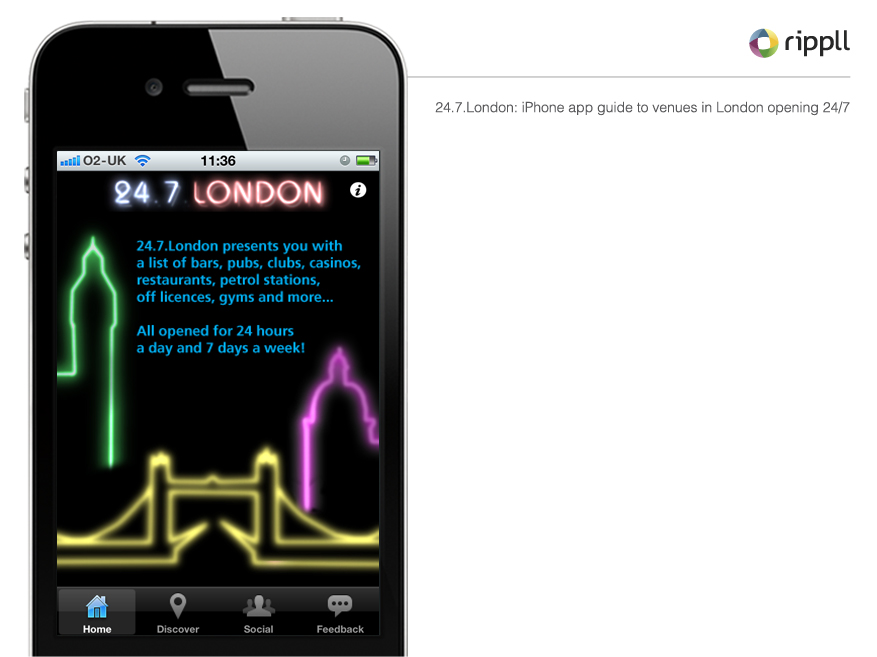 rippll
24.7.London: iPhone app guide to venues in London opening 24/7
O2-UK 11:36
24.7.LONDON i
24.7.London presents you with
a list of bars, pubs, clubs, casinos,
restaurants, petrol stations,
off licences, gyms and more...
All opened for 24 hours
a day and 7 days a week!
Home Discover Social Feedback